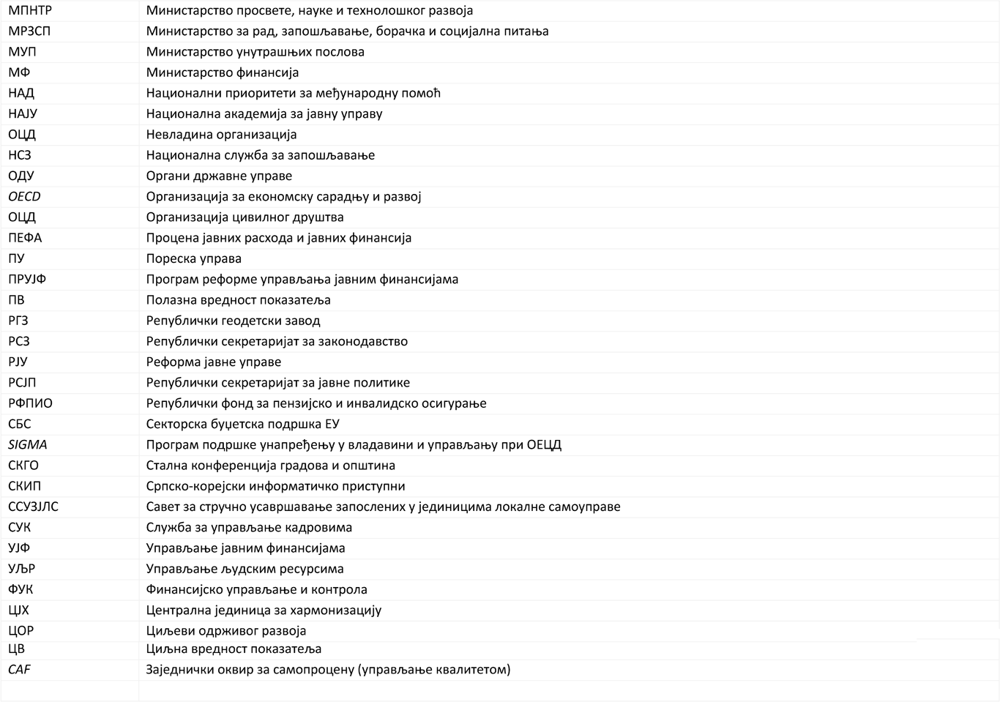 МПНТР Министарство просвете, науке и технолошког развоја
МРЗСП Министарство за рад, запошљавање, борачка и социјална питања
МУП Министарство унутрашњих послова
МФ Министарство финансија
НАД Национални приоритети за међународну помоћ
НАЈУ Национална академија за јавну управу
ОЦД Невладина организација
НСЗ Национална служба за запошљавање
ОДУ Органи државне управе
OECD Организација за економску сарадњу и развој
ОЦД Организација цивилног друштва
ПЕФА Процена јавних расхода и јавних финансија
ПУ Пореска управа
ПРУЈФ Програм реформе управљања јавним финансијама
ПВ Полазна вредност показатеља
РГЗ Републички геодетски завод
РСЗ Републички секретаријат за законодавство
РЈУ Реформа јавне управе
РСЈП Републички секретаријат за јавне политике
РФПИО Републички фонд за пензијско и инвалидско осигурање
СБС Секторска буџетска подршка ЕУ
SIGMA Програм подршке унапређењу у владавини и управљању при ОЕЦД
СКГО Стална конференција градова и општина
СКИП Српско-корејски информатичко приступни
ССУЗЈЛС Савет за стручно усавршавање запослених у јединицима локалне самоуправе
СУК Служба за управљање кадровима
УЈФ Управљање јавним финансијама
УЉР Управљање људским ресурсима
ФУК Финансијско управљање и контрола
ЦЈХ Централна јединица за хармонизацију
ЦОР Циљеви одрживог развоја
ЦВ Циљна вредност показатеља
CAF Заједнички оквир за самопроцену (управљање квалитетом)